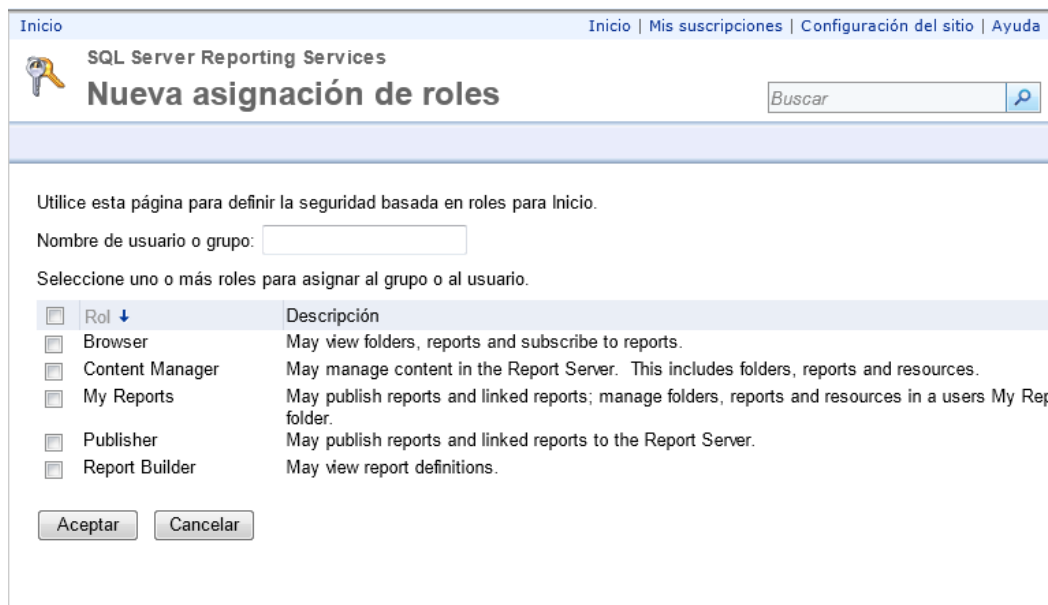 Inicio
Inicio | Mis suscripciones | Configuración del sitio | Ayuda
SQL Server Reporting Services
Nueva asignación de roles
Buscar
Utilice esta página para definir la seguridad basada en roles para Inicio.
Nombre de usuario o grupo:
Seleccione uno o más roles para asignar al grupo o al usuario.
Rol Descripción
Browser May view folders, reports and subscribe to reports.
Content Manager May manage content in the Report Server. This includes folders, reports and resources.
My Reports May publish reports and linked reports; manage folders, reports and resources in a users My Rep
folder.
Publisher May publish reports and linked reports to the Report Server.
Report Builder May view report definitions.
Aceptar Cancelar